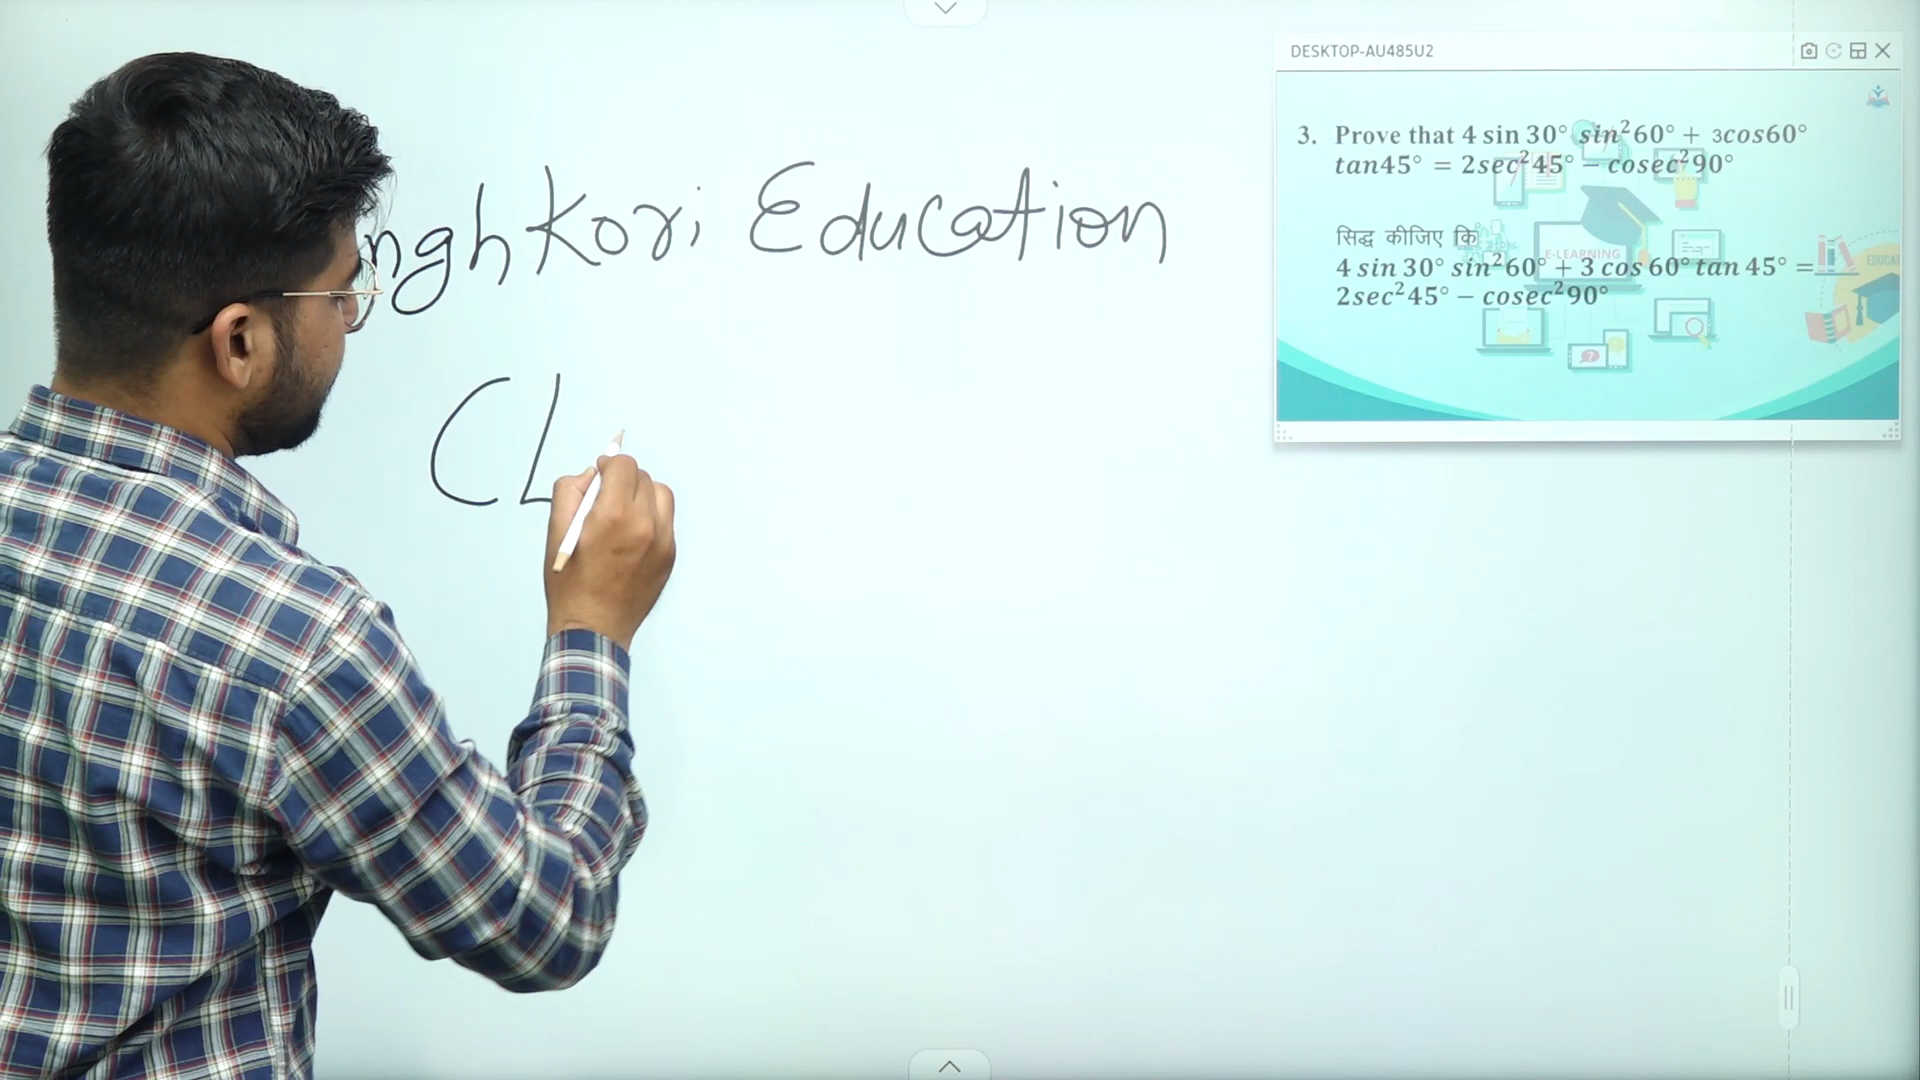 nghKori Education
CL
DESKTOP-AU485U2
3. Prove that 4 sin 30° sin²60° + 3cos60°
tan45° = 2sec²45° − cosec²90°
सिद्ध कीजिए कि
4 sin 30° sin²60° + 3 cos 60° tan 45° =
2sec²45° − cosec²90°
E-LEARNING